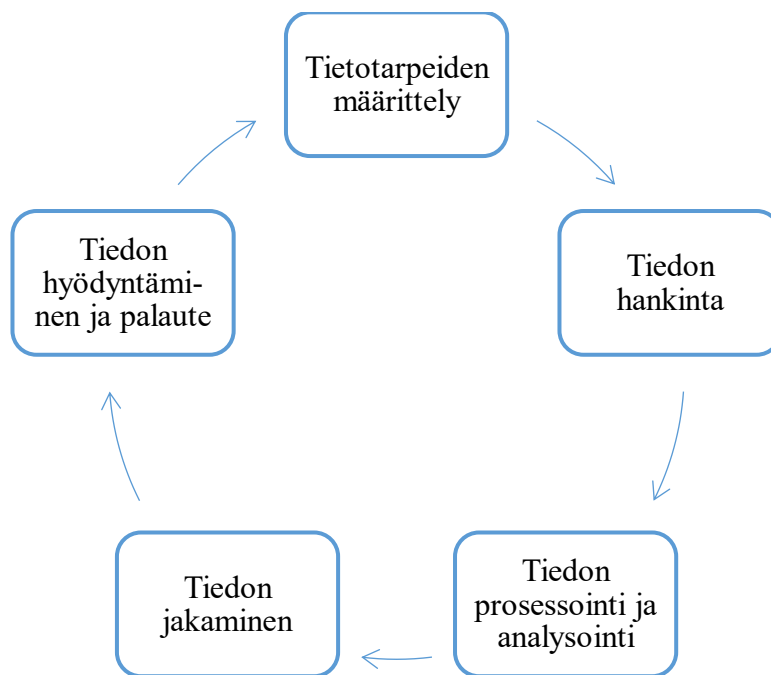 Tietotarpeiden
määrittely
Tiedon
hankinta
Tiedon
prosessointi ja
analysointi
Tiedon
jakaminen
Tiedon
hyödyntämi-
nen ja palaute